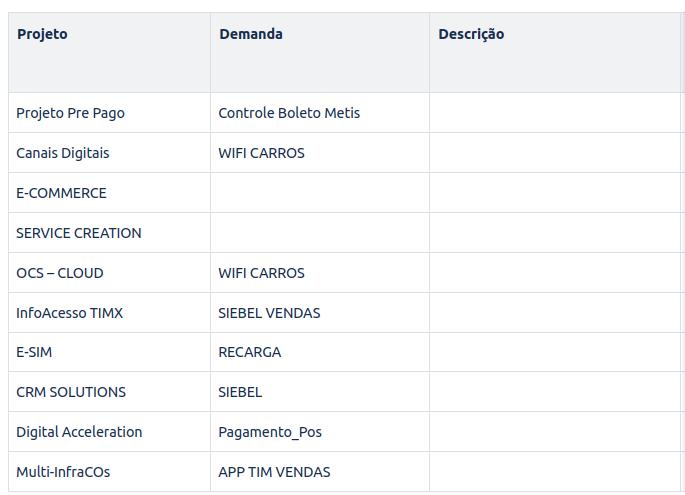 Projeto Demanda Descrição
Projeto Pre Pago Controle Boleto Metis
Canais Digitais WIFI CARROS
E-COMMERCE
SERVICE CREATION
OCS – CLOUD WIFI CARROS
InfoAcesso TIMX SIEBEL VENDAS
E-SIM RECARGA
CRM SOLUTIONS SIEBEL
Digital Acceleration Pagamento_Pos
Multi-InfraCOs APP TIM VENDAS